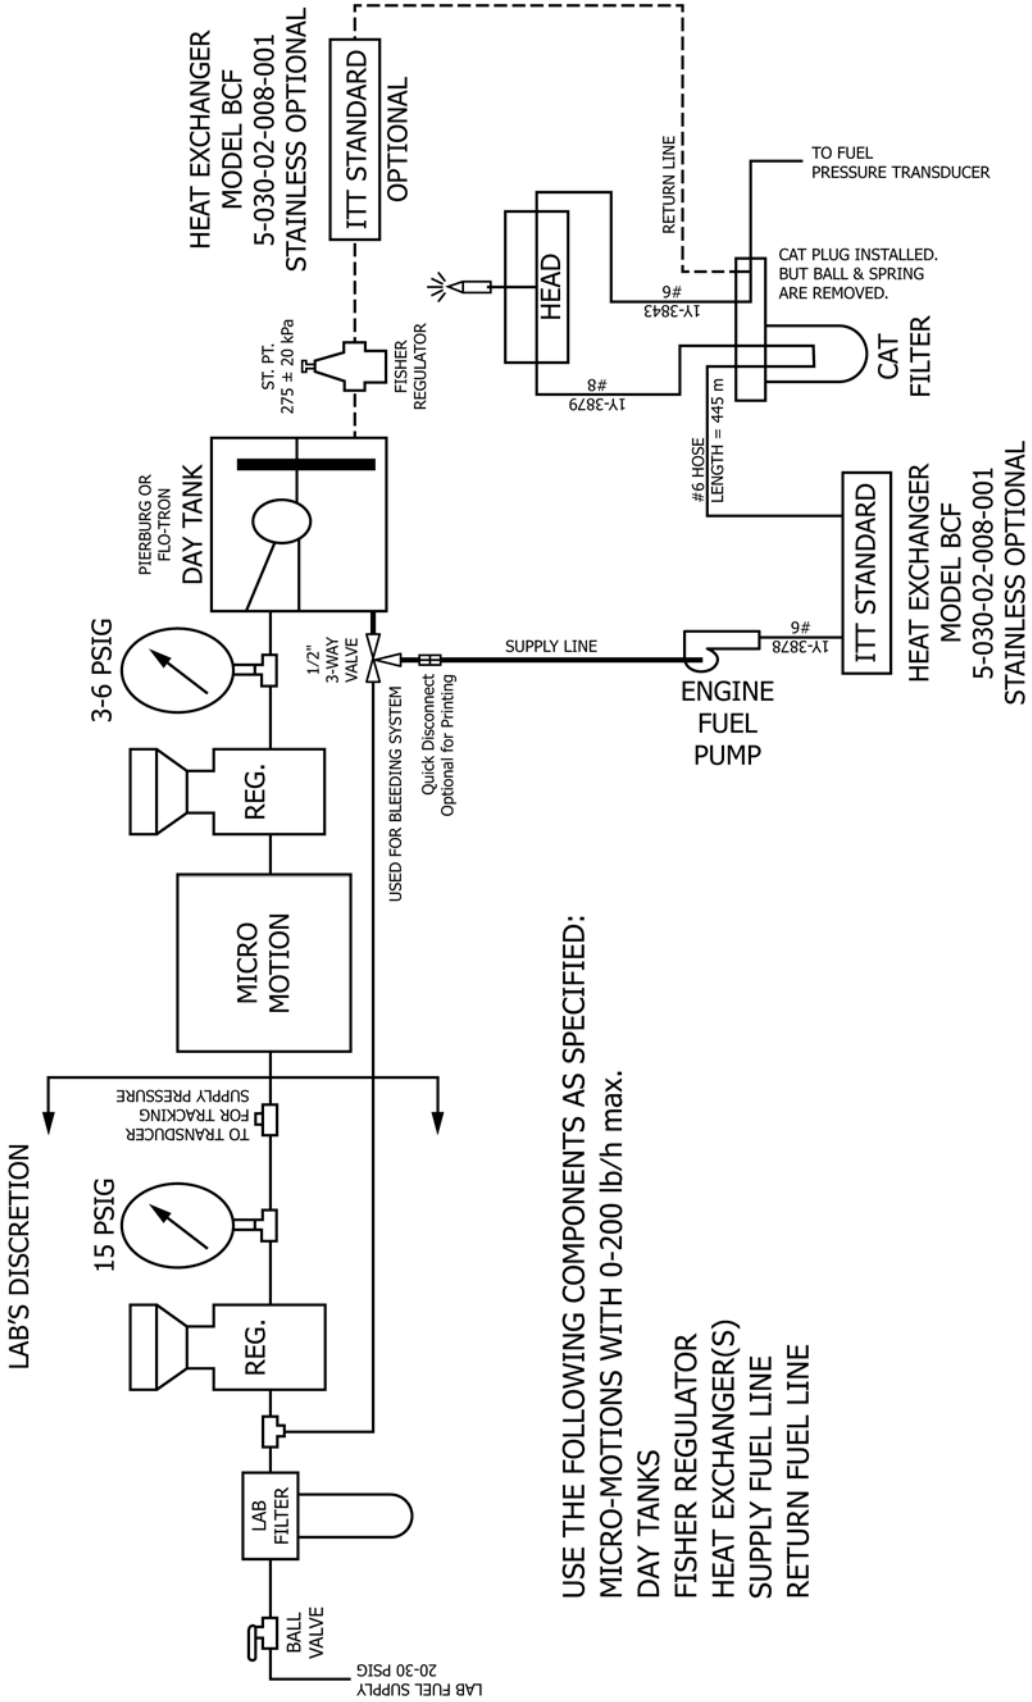 LAB FUEL SUPPLY
20-30 PSIG
BALL
VALVE
LAB
FILTER
REG.
15 PSIG
LAB'S DISCRETION
TO TRANSDUCER
FOR TRACKING
SUPPLY PRESSURE
MICRO
MOTION
REG.
3-6 PSIG
PIERBURG OR
FLO-TRON
DAY TANK
1/2"
3-WAY
VALVE
USED FOR BLEEDING SYSTEM
Quick Disconnect
Optional for Printing
SUPPLY LINE
ENGINE
FUEL
PUMP
#6
1Y-3878
ITT STANDARD
HEAT EXCHANGER
MODEL BCF
5-030-02-008-001
STAINLESS OPTIONAL
#6 HOSE
LENGTH = 445 m
CAT
FILTER
#8
1Y-3879
HEAD
#6
1Y-3843
CAT PLUG INSTALLED.
BUT BALL & SPRING
ARE REMOVED.
TO FUEL
PRESSURE TRANSDUCER
RETURN LINE
ST. PT.
275 ± 20 kPa
FISHER
REGULATOR
ITT STANDARD
OPTIONAL
HEAT EXCHANGER
MODEL BCF
5-030-02-008-001
STAINLESS OPTIONAL
USE THE FOLLOWING COMPONENTS AS SPECIFIED:
MICRO-MOTIONS WITH 0-200 lb/h max.
DAY TANKS
FISHER REGULATOR
HEAT EXCHANGER(S)
SUPPLY FUEL LINE
RETURN FUEL LINE